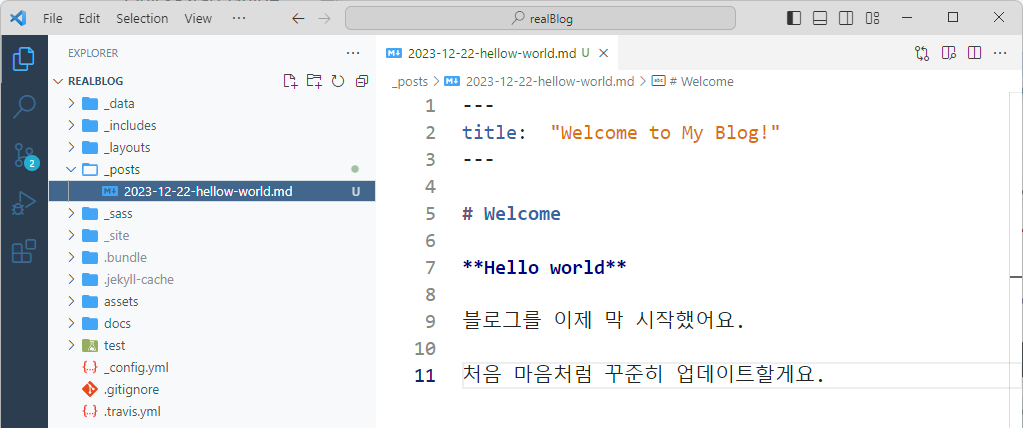 File Edit Selection View ··· realBlog
EXPLORER ···
REALBLOG
_data
_includes
_layouts
_posts
2023-12-22-hellow-world.md U
_sass
_site
.bundle
.jekyll-cache
assets
docs
test
_config.yml
.gitignore
.travis.yml
2
2023-12-22-hellow-world.md U
_posts > 2023-12-22-hellow-world.md > # Welcome
1 ---
2 title:  "Welcome to My Blog!"
3 ---
4
5 # Welcome
6
7 **Hello world**
8
9 블로그를 이제 막 시작했어요.
10
11 처음 마음처럼 꾸준히 업데이트할게요.